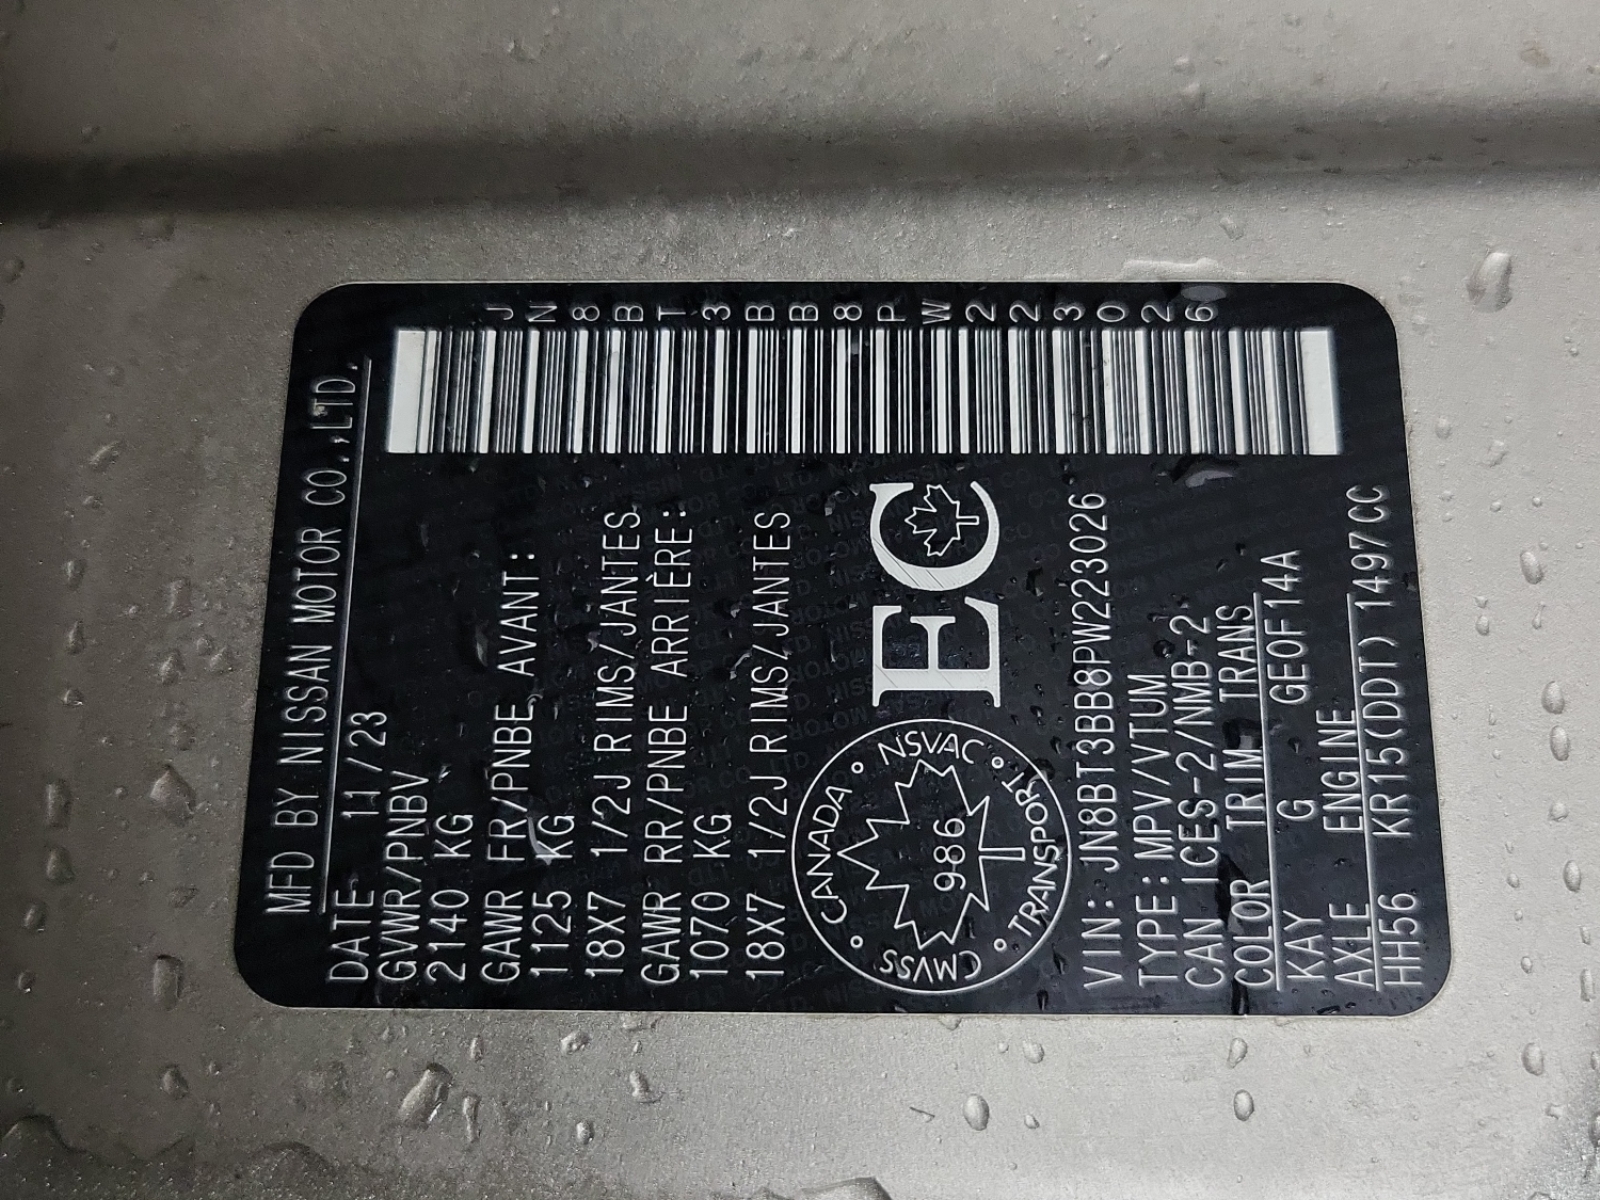 MFD BY NISSAN MOTOR CO.,LTD.
DATE 11/23
GVWR/PNBV
2140 KG
GAWR FR/PNBE AVANT:
1125 KG
18X7 1/2J RIMS/JANTES
GAWR RR/PNBE ARRIÈRE:
1070 KG
18X7 1/2J RIMS/JANTES
JN8BT3BB8PW223026
CANADA
NSVAC
TRANSPORT
CMVSS
986
EC
VIN: JN8BT3BB8PW223026
TYPE: MPV/VTUM
CAN ICES-2/NMB-2
COLOR TRIM TRANS
KAY G GE0F14A
AXLE ENGINE
HH56 KR15(DDT) 1497CC